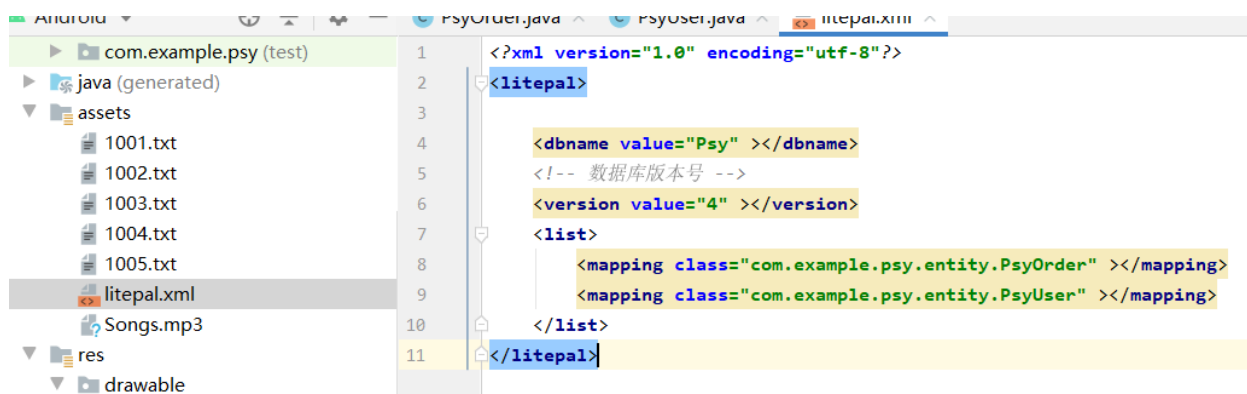 Android
PsyOrder.java
PsyUser.java
litepal.xml
com.example.psy (test)
java (generated)
assets
1001.txt
1002.txt
1003.txt
1004.txt
1005.txt
litepal.xml
Songs.mp3
res
drawable
1 <?xml version="1.0" encoding="utf-8"?>
2 <litepal>
3
4 <dbname value="Psy" ></dbname>
5 <!-- 数据库版本号 -->
6 <version value="4" ></version>
7 <list>
8 <mapping class="com.example.psy.entity.PsyOrder" ></mapping>
9 <mapping class="com.example.psy.entity.PsyUser" ></mapping>
10 </list>
11 </litepal>